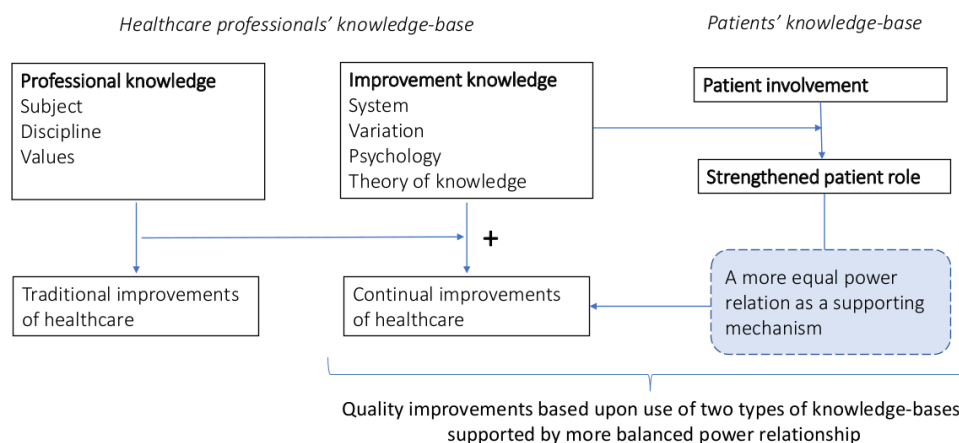 Healthcare professionals’ knowledge-base
Patients’ knowledge-base
Professional knowledge
Subject
Discipline
Values
Improvement knowledge
System
Variation
Psychology
Theory of knowledge
Patient involvement
Strengthened patient role
+
Traditional improvements
of healthcare
Continual improvements
of healthcare
A more equal power
relation as a supporting
mechanism
Quality improvements based upon use of two types of knowledge-bases
supported by more balanced power relationship